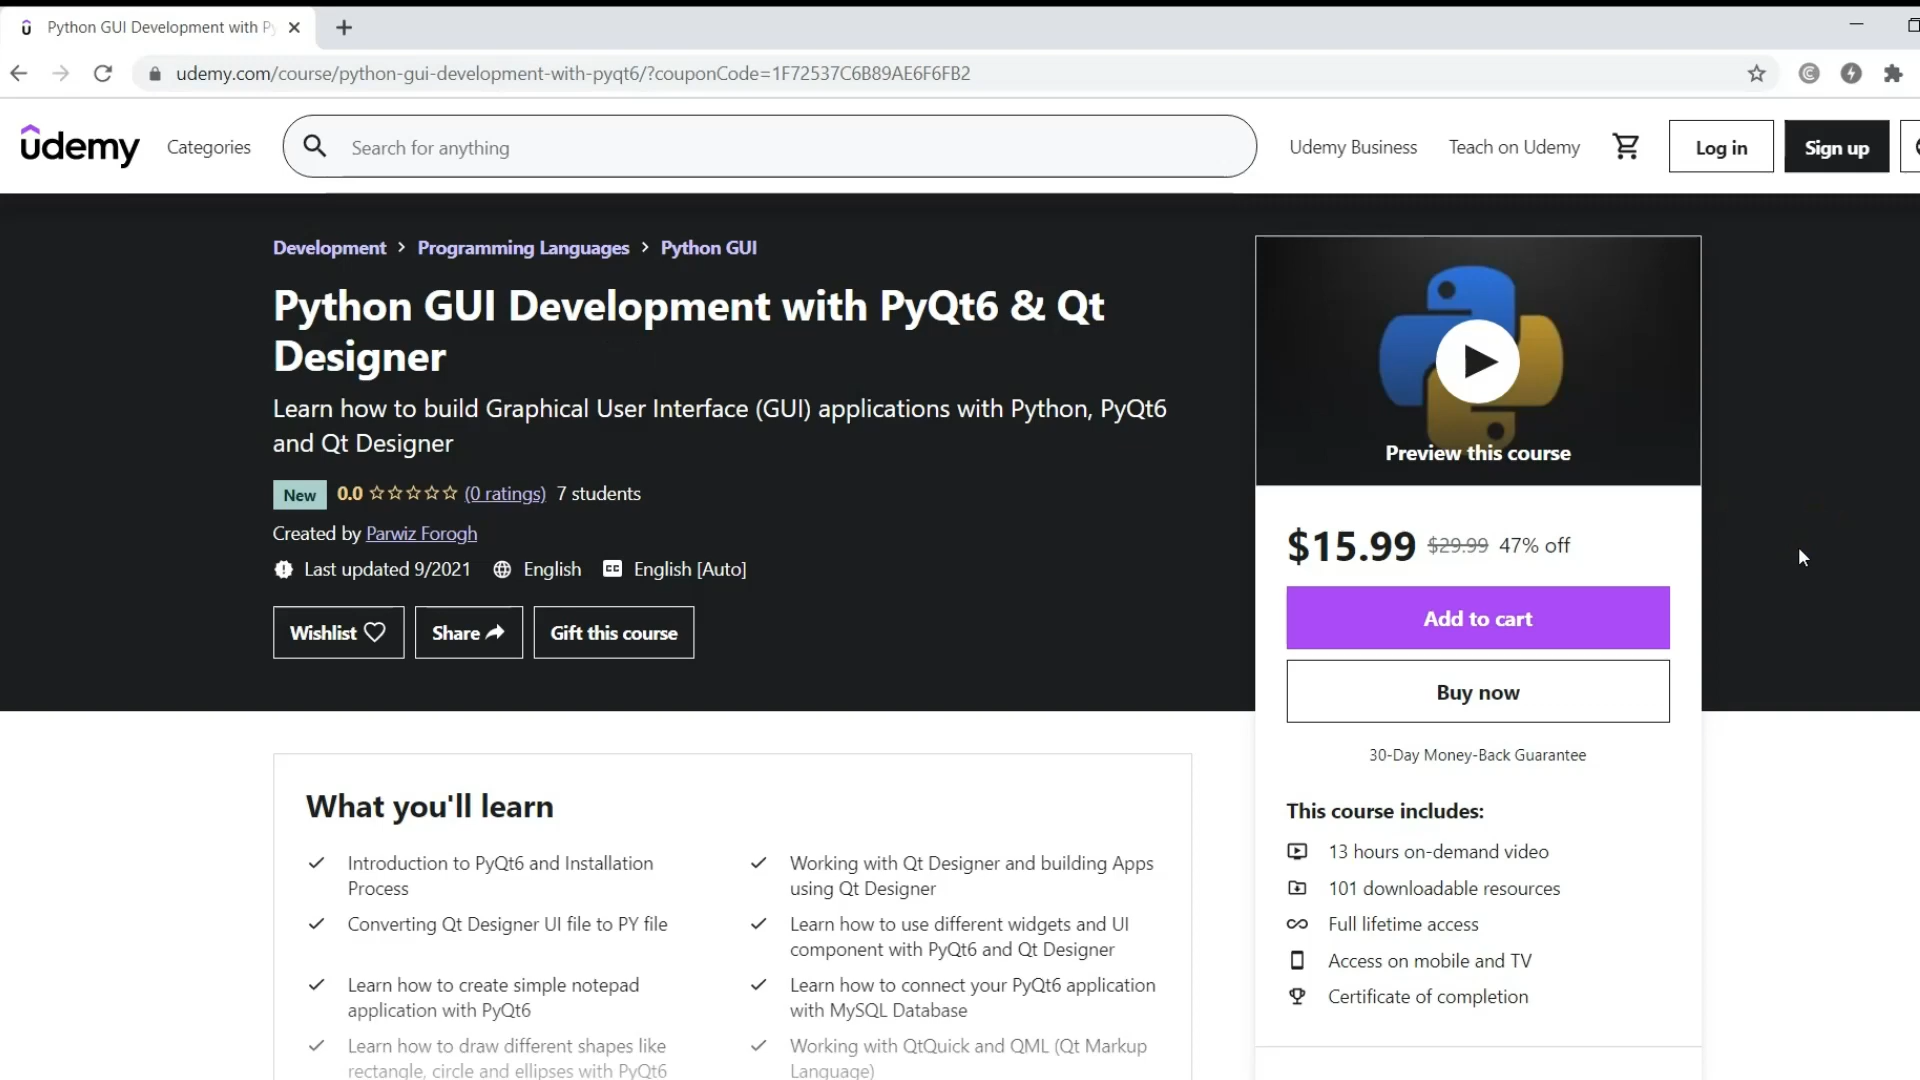 Python GUI Development with Py
udemy.com/course/python-gui-development-with-pyqt6/?couponCode=1F72537C6B89AE6F6FB2
udemy
Categories
Search for anything
Udemy Business
Teach on Udemy
Log in
Sign up
Development > Programming Languages > Python GUI
Python GUI Development with PyQt6 & Qt
Designer
Learn how to build Graphical User Interface (GUI) applications with Python, PyQt6
and Qt Designer
New 0.0 (0 ratings) 7 students
Created by Parwiz Forogh
Last updated 9/2021 English CC English [Auto]
Wishlist
Share
Gift this course
Preview this course
$15.99 $29.99 47% off
Add to cart
Buy now
30-Day Money-Back Guarantee
This course includes:
13 hours on-demand video
101 downloadable resources
Full lifetime access
Access on mobile and TV
Certificate of completion
What you'll learn
Introduction to PyQt6 and Installation
Process
Working with Qt Designer and building Apps
using Qt Designer
Converting Qt Designer UI file to PY file
Learn how to use different widgets and UI
component with PyQt6 and Qt Designer
Learn how to create simple notepad
application with PyQt6
Learn how to connect your PyQt6 application
with MySQL Database
Learn how to draw different shapes like
rectangle, circle and ellipses with PyQt6
Working with QtQuick and QML (Qt Markup
Language)